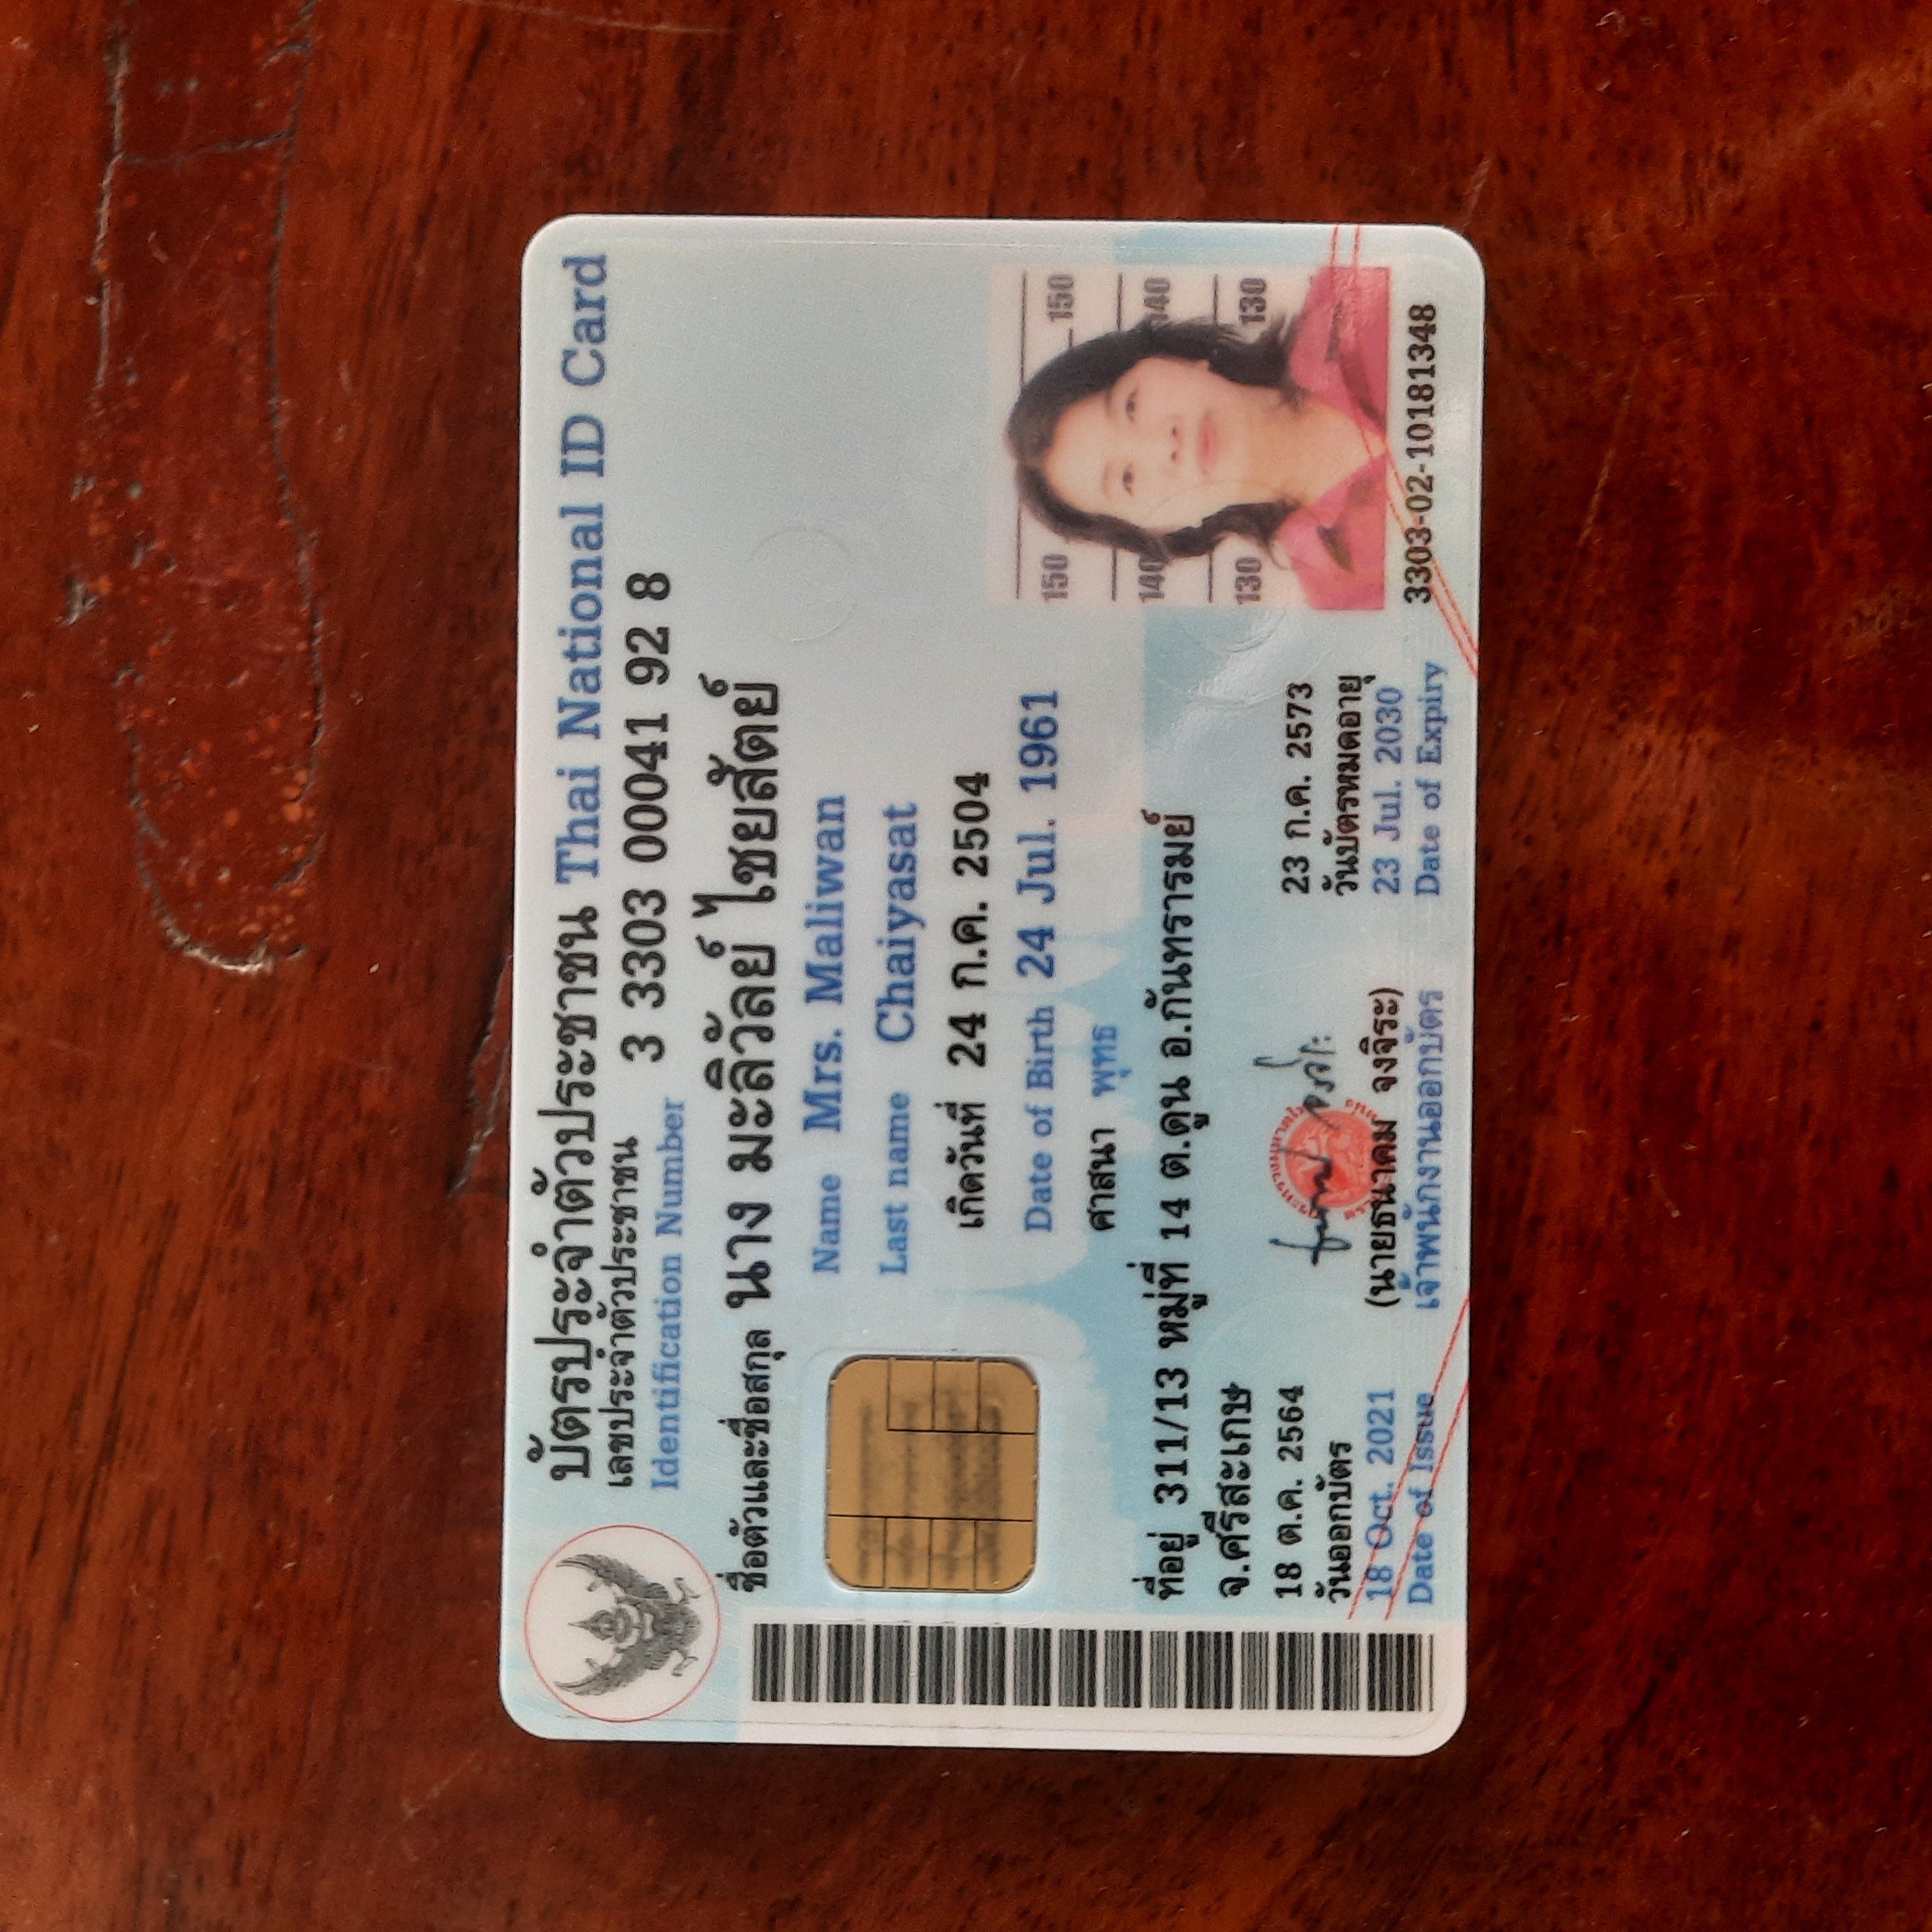 บัตรประจำตัวประชาชน Thai National ID Card
เลขประจำตัวประชาชน 3 3303 00041 92 8
Identification Number
ชื่อตัวและชื่อสกุล นาง มะลิวัลย์ ไชยสัตย์
Name Mrs. Maliwan
Last name Chaiyasat
เกิดวันที่ 24 ก.ค. 2504
Date of Birth 24 Jul. 1961
ศาสนา พุทธ
ที่อยู่ 311/13 หมู่ที่ 14 ต.ดูน อ.กันทรารมย์
จ.ศรีสะเกษ
18 ต.ค. 2564
วันออกบัตร
18 Oct. 2021
Date of Issue
(นายธนาคม จงจิระ)
เจ้าพนักงานออกบัตร
23 ก.ค. 2573
วันบัตรหมดอายุ
23 Jul. 2030
Date of Expiry
150 150
140 140
130 130
3303-02-10181348